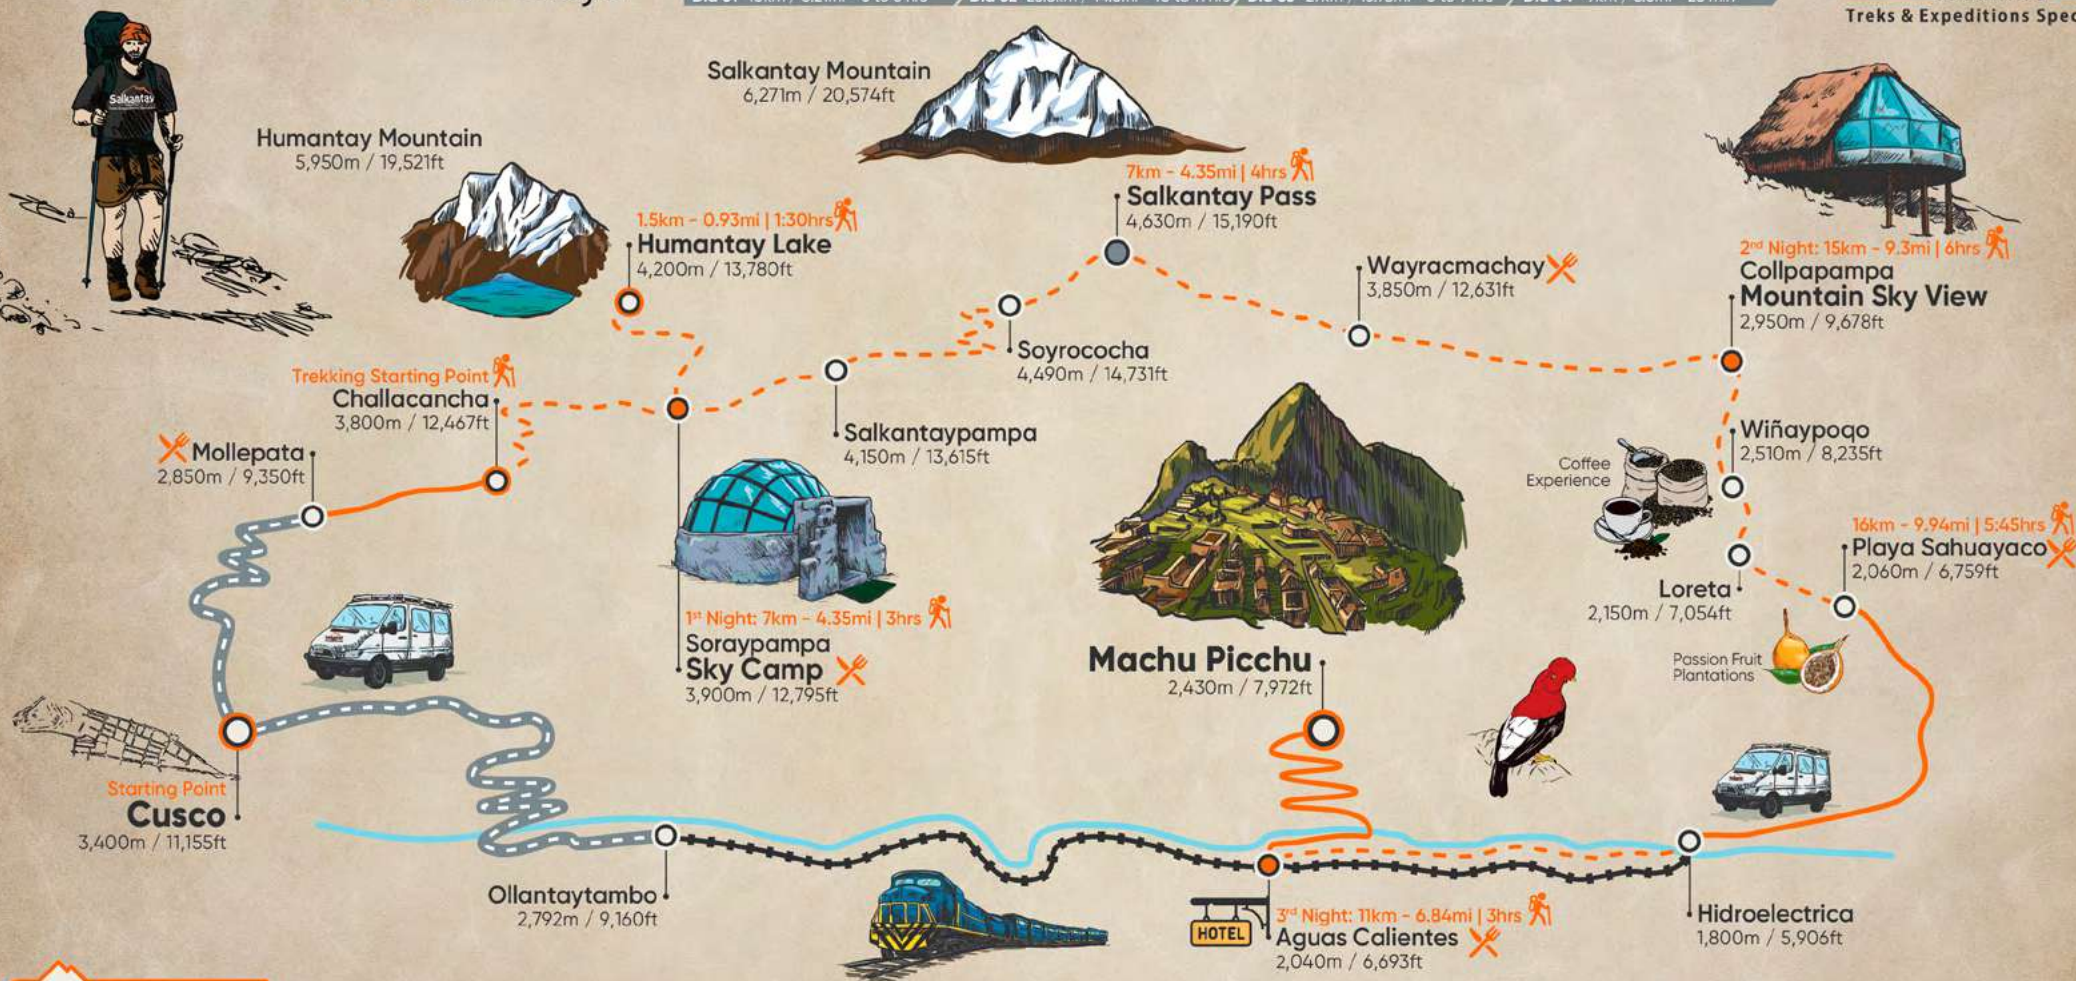 Treks & Expeditions Spec
Salkantay
Humantay Mountain
5,950m / 19,521ft
Salkantay Mountain
6,271m / 20,574ft
1.5km - 0.93mi | 1:30hrs
Humantay Lake
4,200m / 13,780ft
7km - 4.35mi | 4hrs
Salkantay Pass
4,630m / 15,190ft
Wayracmachay
3,850m / 12,631ft
2nd Night: 15km - 9.3mi | 6hrs
Collpapampa
Mountain Sky View
2,950m / 9,678ft
Soyrococha
4,490m / 14,731ft
Trekking Starting Point
Challacancha
3,800m / 12,467ft
Mollepata
2,850m / 9,350ft
Salkantaypampa
4,150m / 13,615ft
Wiñaypoqo
2,510m / 8,235ft
Coffee
Experience
16km - 9.94mi | 5:45hrs
Playa Sahuayaco
2,060m / 6,759ft
Loreta
2,150m / 7,054ft
1st Night: 7km - 4.35mi | 3hrs
Soraypampa
Sky Camp
3,900m / 12,795ft
Machu Picchu
2,430m / 7,972ft
Passion Fruit
Plantations
Starting Point
Cusco
3,400m / 11,155ft
Ollantaytambo
2,792m / 9,160ft
HOTEL
3rd Night: 11km - 6.84mi | 3hrs
Aguas Calientes
2,040m / 6,693ft
Hidroelectrica
1,800m / 5,906ft